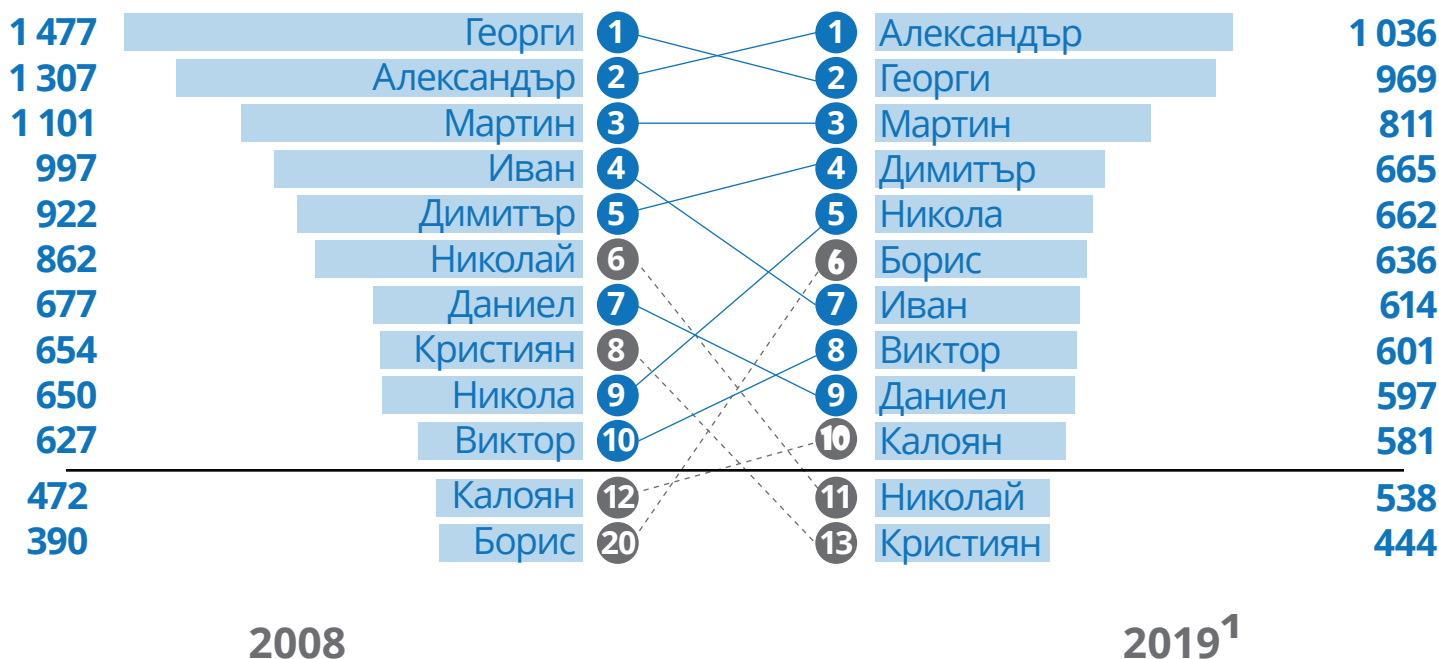 1 477 Георги 1 1 Александър 1 036
1 307 Александър 2 2 Георги 969
1 101 Мартин 3 3 Мартин 811
997 Иван 4 4 Димитър 665
922 Димитър 5 5 Никола 662
862 Николай 6 6 Борис 636
677 Даниел 7 7 Иван 614
654 Кристиян 8 8 Виктор 601
650 Никола 9 9 Даниел 597
627 Виктор 10 10 Калоян 581
472 Калоян 12 11 Николай 538
390 Борис 20 13 Кристиян 444
2008 2019¹